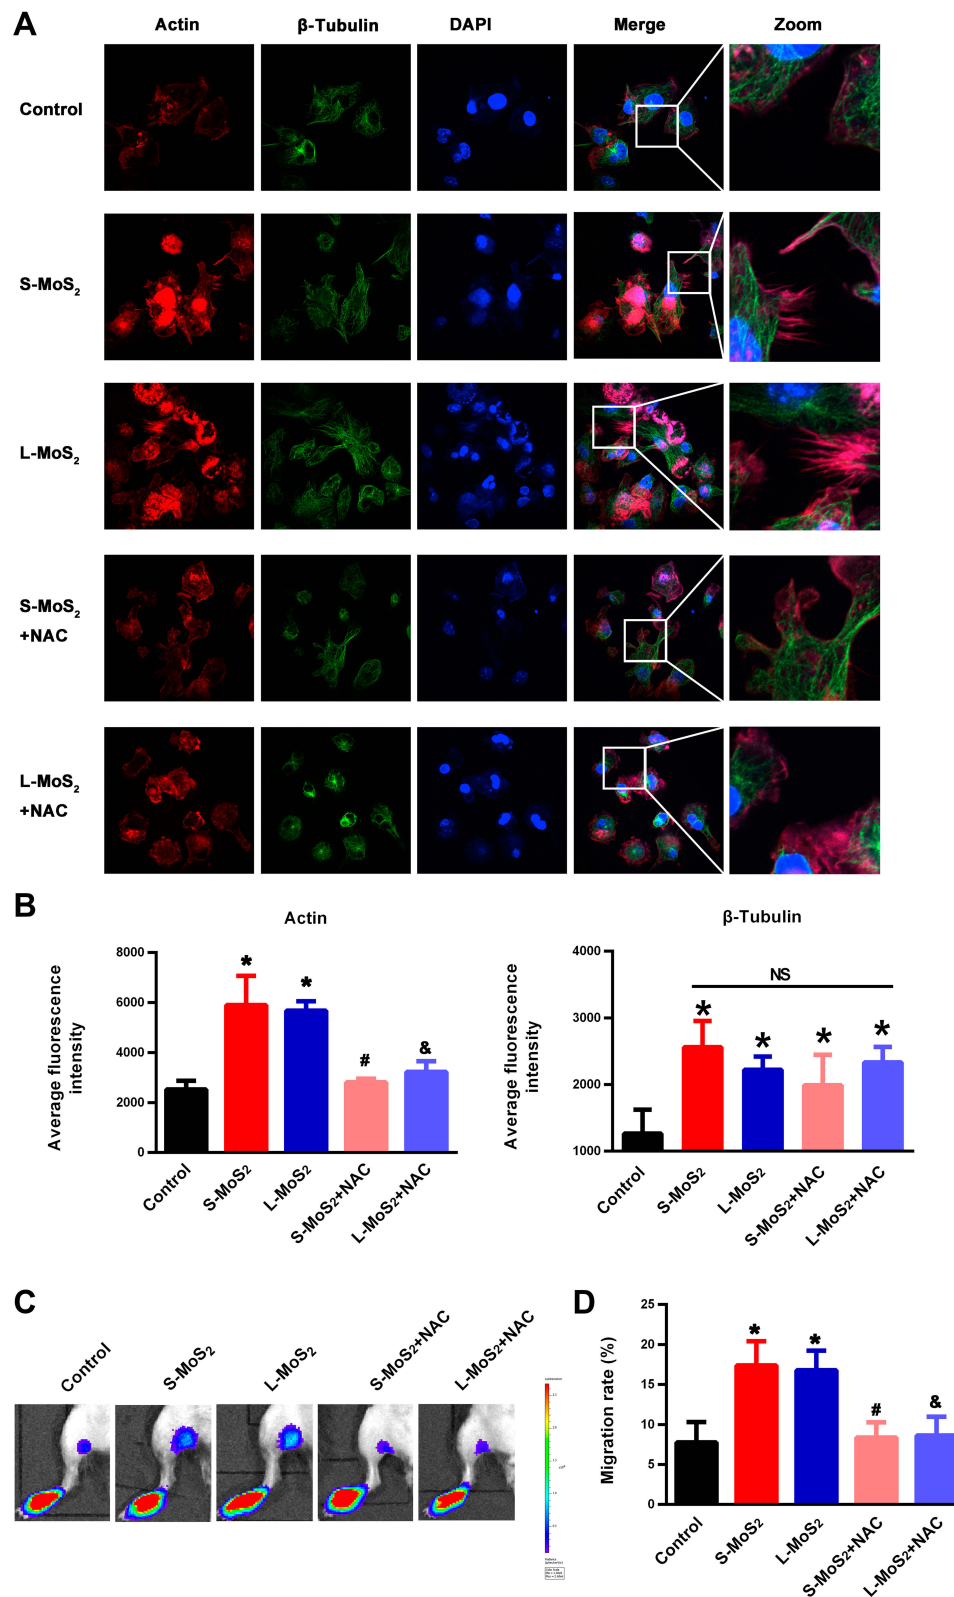 A
Actin
β-Tubulin
DAPI
Merge
Zoom
Control
S-MoS2
L-MoS2
S-MoS2
+NAC
L-MoS2
+NAC
B
Actin
Average fluorescence
intensity
8000
6000
4000
2000
0
*
*
#
&
Control
S-MoS2
L-MoS2
S-MoS2+NAC
L-MoS2+NAC
β-Tubulin
Average fluorescence
intensity
4000
3000
2000
1000
NS
*
*
*
*
Control
S-MoS2
L-MoS2
S-MoS2+NAC
L-MoS2+NAC
C
Control
S-MoS2
L-MoS2
S-MoS2+NAC
L-MoS2+NAC
D
Migration rate (%)
25
20
15
10
5
0
*
*
#
&
Control
S-MoS2
L-MoS2
S-MoS2+NAC
L-MoS2+NAC